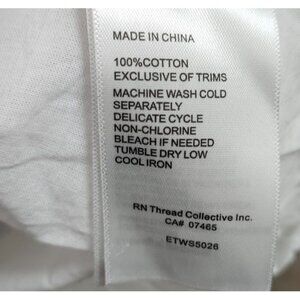 MADE IN CHINA
100%COTTON
EXCLUSIVE OF TRIMS
MACHINE WASH COLD
SEPARATELY
DELICATE CYCLE
NON-CHLORINE
BLEACH IF NEEDED
TUMBLE DRY LOW
COOL IRON
RN Thread Collective Inc.
CA# 07465
ETWS5026